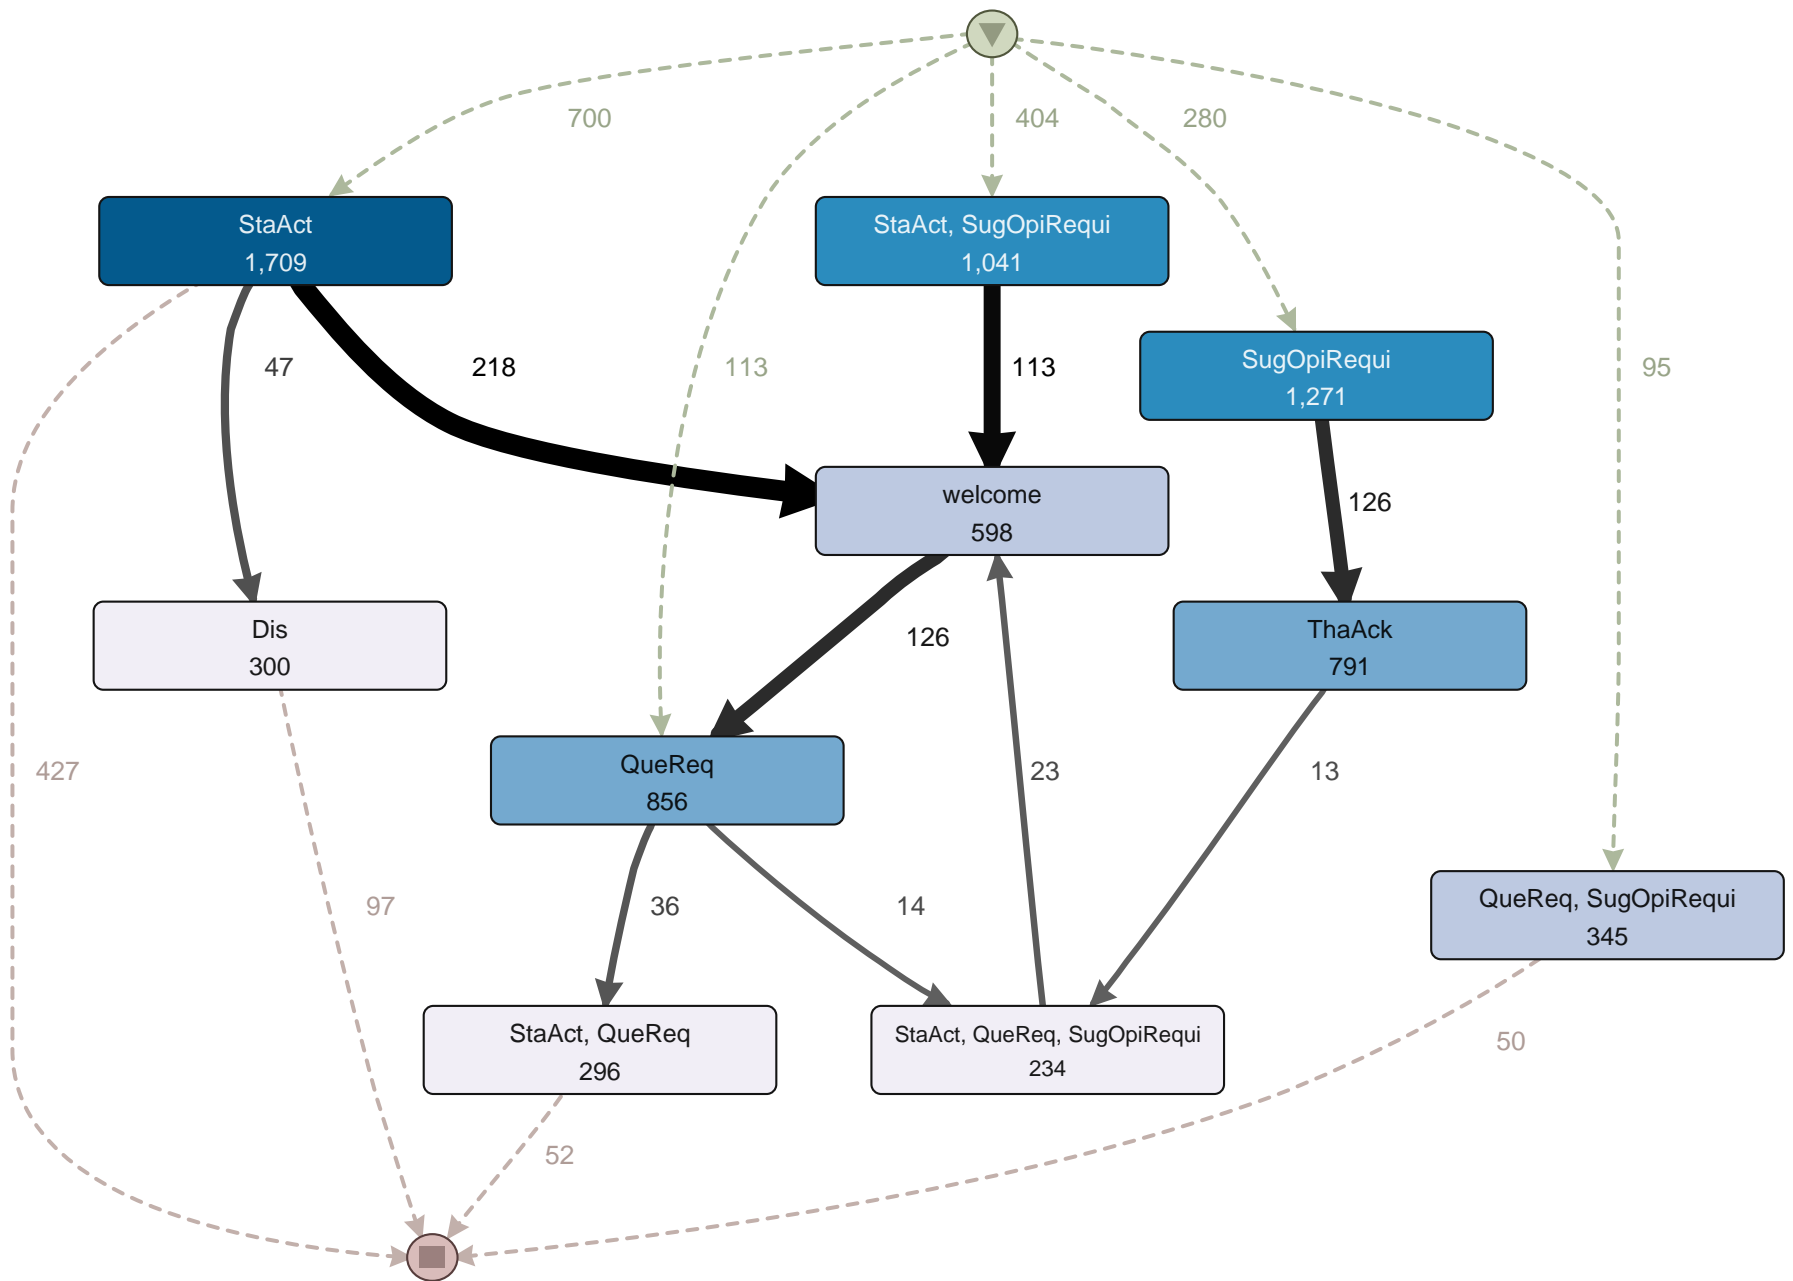 700
404
280
StaAct
1,709
StaAct, SugOpiRequi
1,041
47
218
113
113
SugOpiRequi
1,271
95
welcome
598
126
Dis
300
126
ThaAck
791
427
QueReq
856
23
13
97
36
14
QueReq, SugOpiRequi
345
StaAct, QueReq
296
StaAct, QueReq, SugOpiRequi
234
50
52